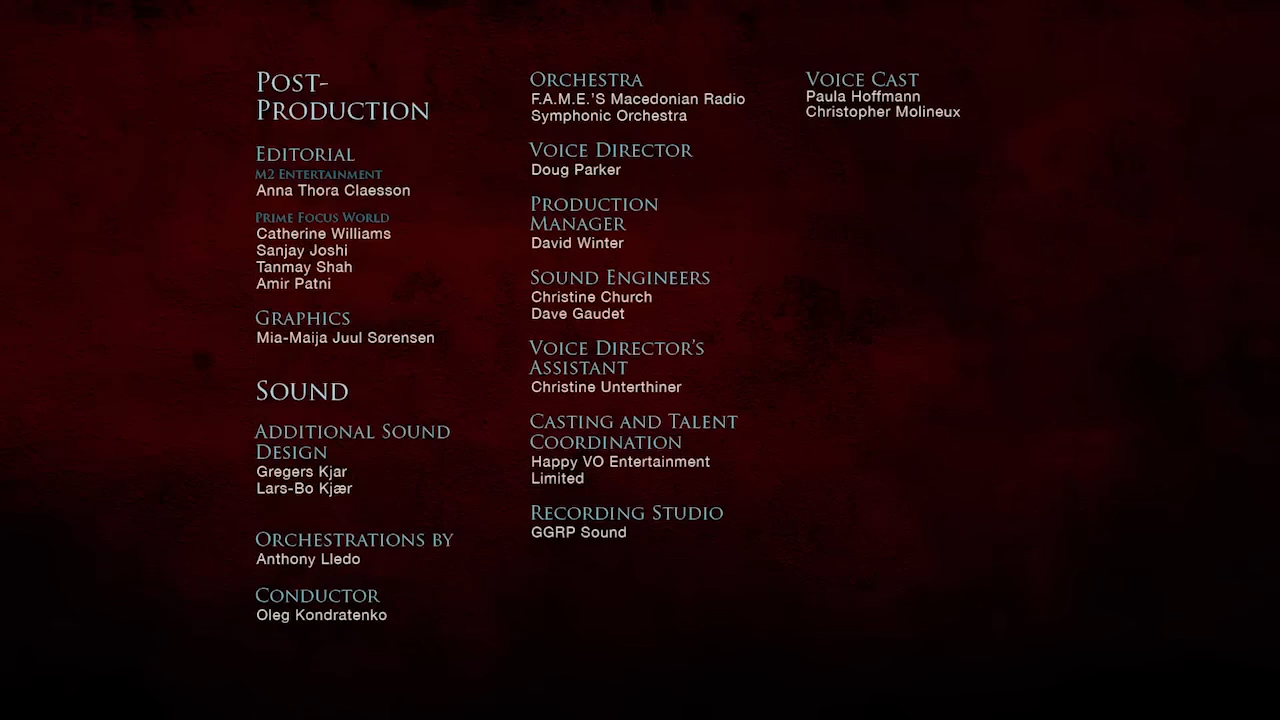 POST-
PRODUCTION
EDITORIAL
M2 ENTERTAINMENT
Anna Thora Claesson
PRIME FOCUS WORLD
Catherine Williams
Sanjay Joshi
Tanmay Shah
Amir Patni
GRAPHICS
Mia-Maija Juul Sørensen
SOUND
ADDITIONAL SOUND
DESIGN
Gregers Kjar
Lars-Bo Kjær
ORCHESTRATIONS BY
Anthony Lledo
CONDUCTOR
Oleg Kondratenko
ORCHESTRA
F.A.M.E.'S Macedonian Radio
Symphonic Orchestra
VOICE DIRECTOR
Doug Parker
PRODUCTION
MANAGER
David Winter
SOUND ENGINEERS
Christine Church
Dave Gaudet
VOICE DIRECTOR'S
ASSISTANT
Christine Unterthiner
CASTING AND TALENT
COORDINATION
Happy VO Entertainment
Limited
RECORDING STUDIO
GGRP Sound
VOICE CAST
Paula Hoffmann
Christopher Molineux